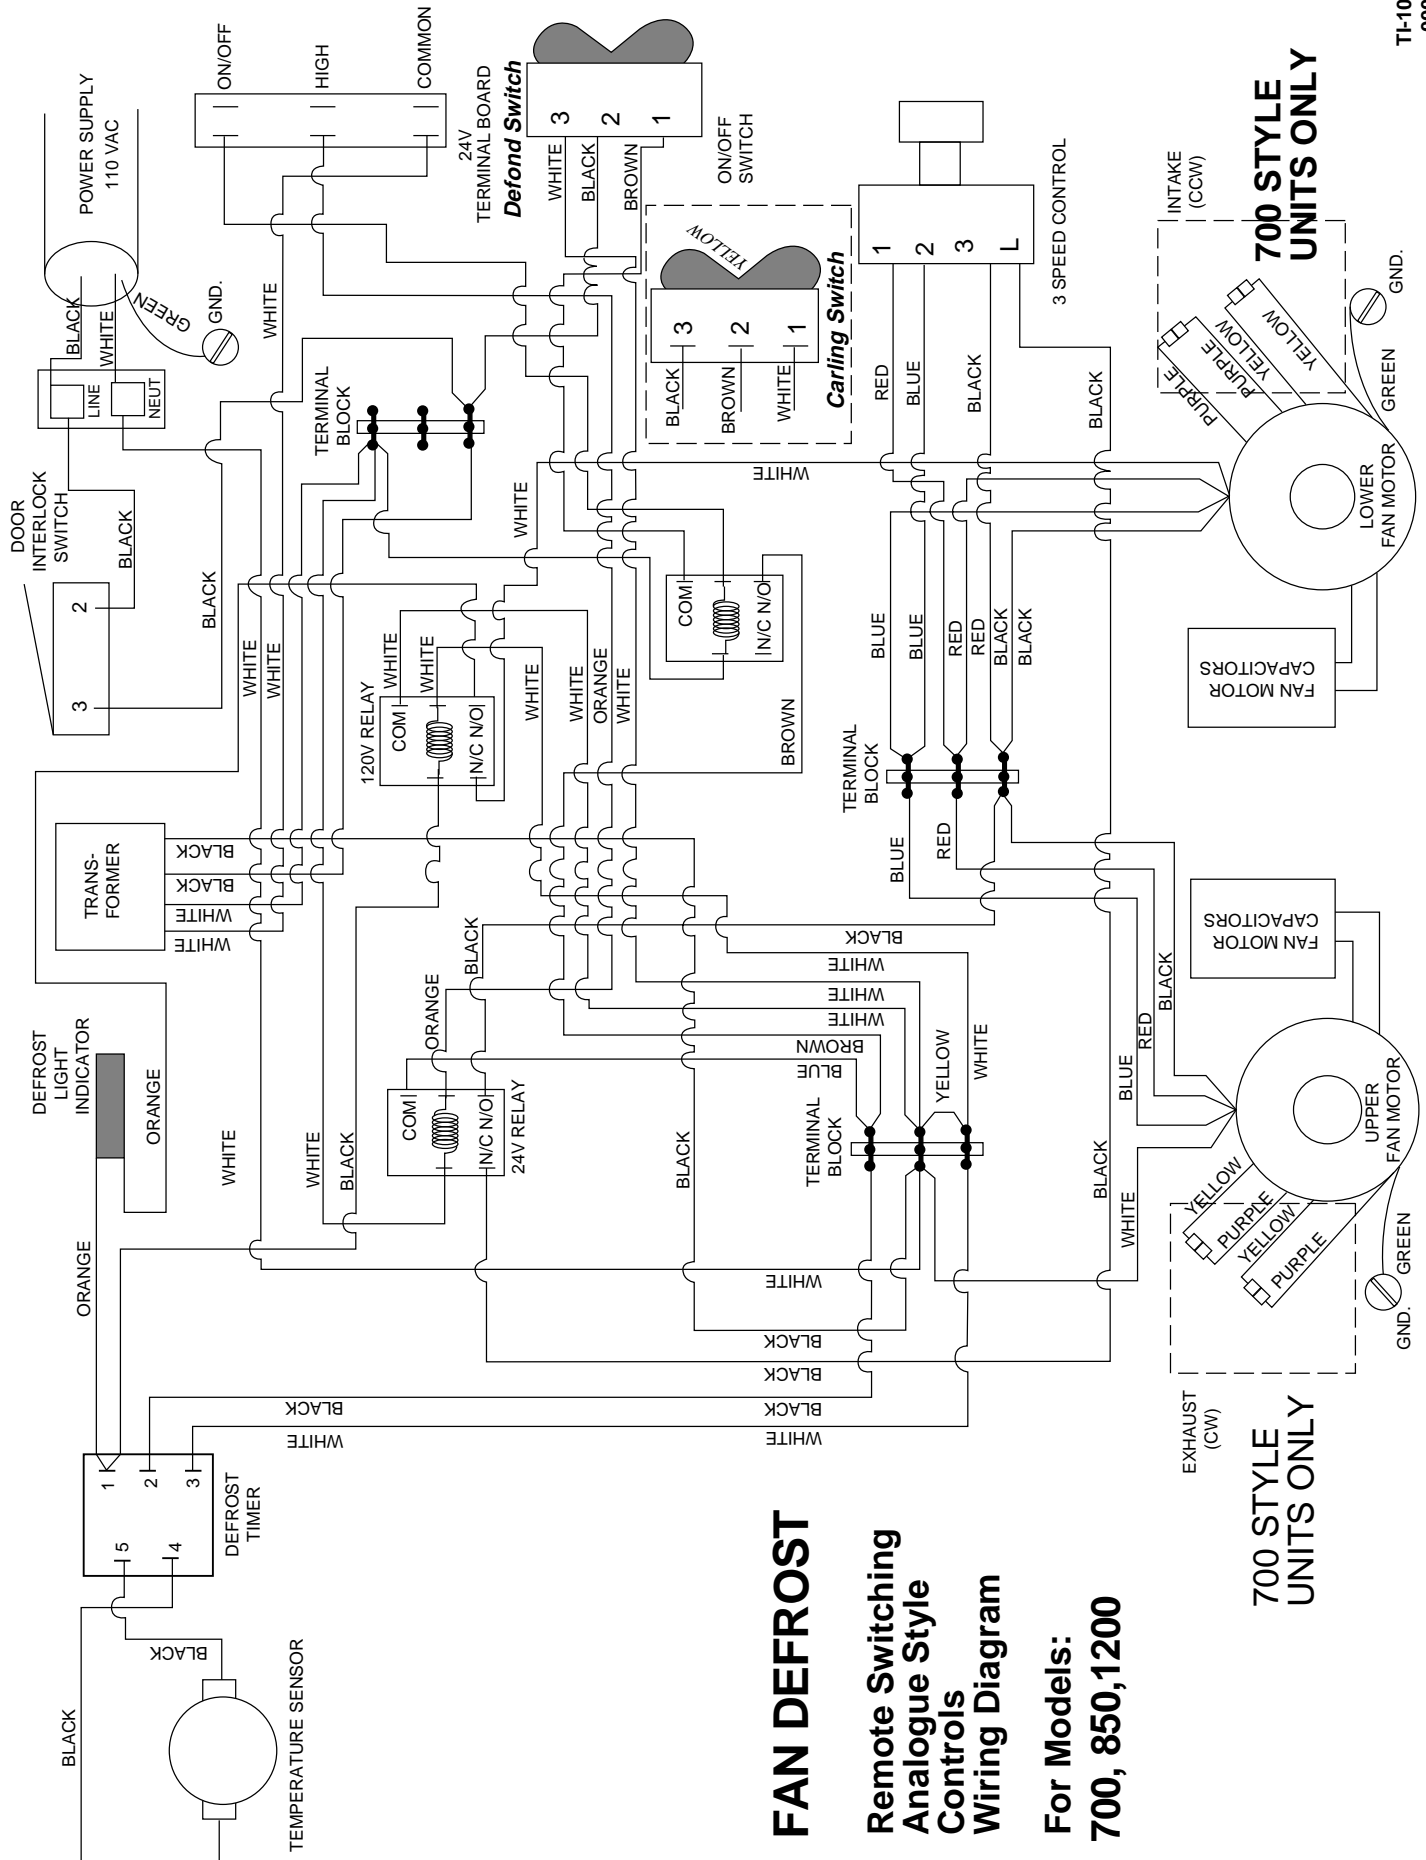 POWER SUPPLY
110 VAC
BLACK
WHITE
GREEN
GND.
LINE
NEUT
DOOR
INTERLOCK
SWITCH
2
3
BLACK
BLACK
ON/OFF
HIGH
COMMON
24V
TERMINAL BOARD
Defond Switch
3
2
1
WHITE
BLACK
BROWN
ON/OFF
SWITCH
YELLOW
3
2
1
BLACK
BROWN
WHITE
Carling Switch
1
2
3
L
3 SPEED CONTROL
RED
BLUE
BLACK
BLACK
WHITE
TERMINAL
BLOCK
WHITE
WHITE
WHITE
WHITE
120V RELAY
COM
N/C N/O
WHITE
WHITE
WHITE
WHITE
ORANGE
WHITE
COM
N/C N/O
BROWN
BLUE
BLUE
RED
RED
BLACK
BLACK
TERMINAL
BLOCK
BLUE
RED
INTAKE
(CCW)
700 STYLE
UNITS ONLY
PURPLE
PURPLE
YELLOW
YELLOW
GND.
GREEN
LOWER
FAN MOTOR
FAN MOTOR
CAPACITORS
TRANS-
FORMER
BLACK
BLACK
WHITE
WHITE
DEFROST
LIGHT
INDICATOR
ORANGE
ORANGE
WHITE
WHITE
BLACK
ORANGE
BLACK
COM
N/C N/O
24V RELAY
BLACK
WHITE
WHITE
WHITE
BROWN
BLUE
YELLOW
WHITE
TERMINAL
BLOCK
BLACK
WHITE
BLACK
BLACK
BLACK
WHITE
BLACK
WHITE
BLACK
BLUE
RED
BLACK
WHITE
FAN MOTOR
CAPACITORS
UPPER
FAN MOTOR
YELLOW
PURPLE
YELLOW
PURPLE
GREEN
GND.
EXHAUST
(CW)
700 STYLE
UNITS ONLY
1
2
3
5
4
DEFROST
TIMER
BLACK
BLACK
TEMPERATURE SENSOR
FAN DEFROST
Remote Switching
Analogue Style
Controls
Wiring Diagram
For Models:
700, 850,1200
TI-10